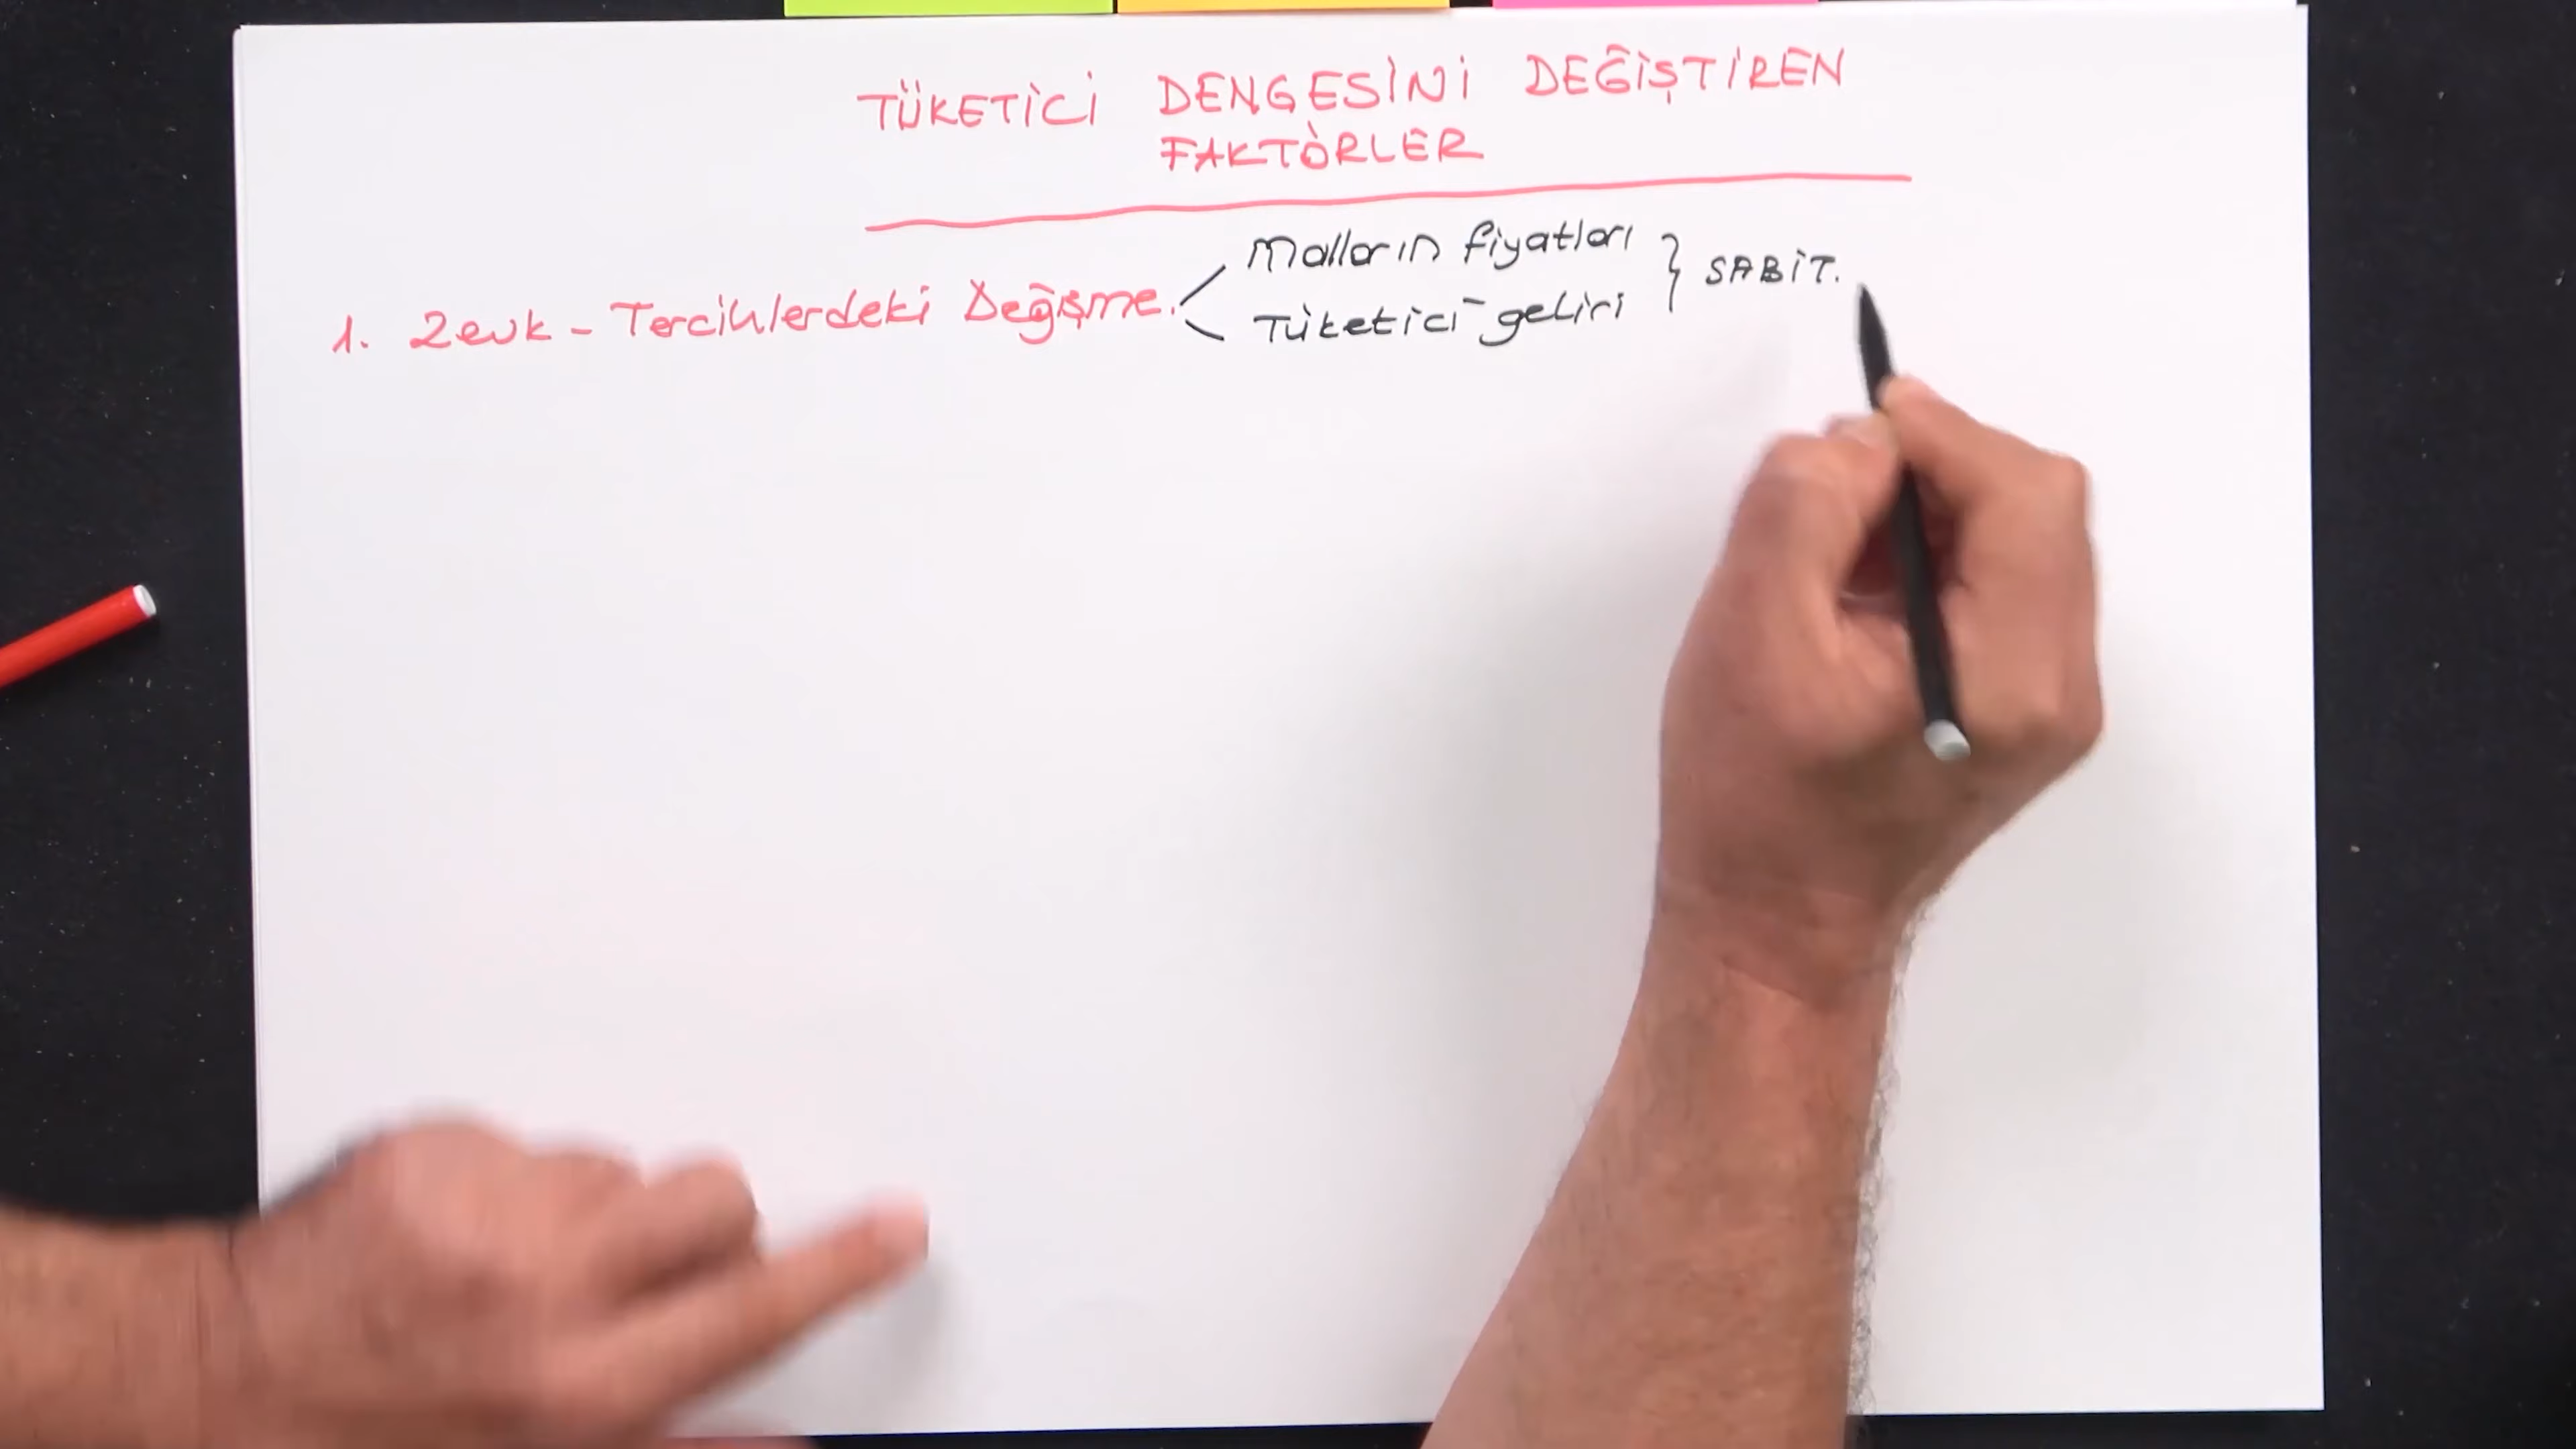 TÜKETİCİ DENGESİNİ DEĞİŞTİREN
FAKTÖRLER
1. Zevk - Tercihlerdeki Değişme.
Malların fiyatları
Tüketici geliri
} SABİT.